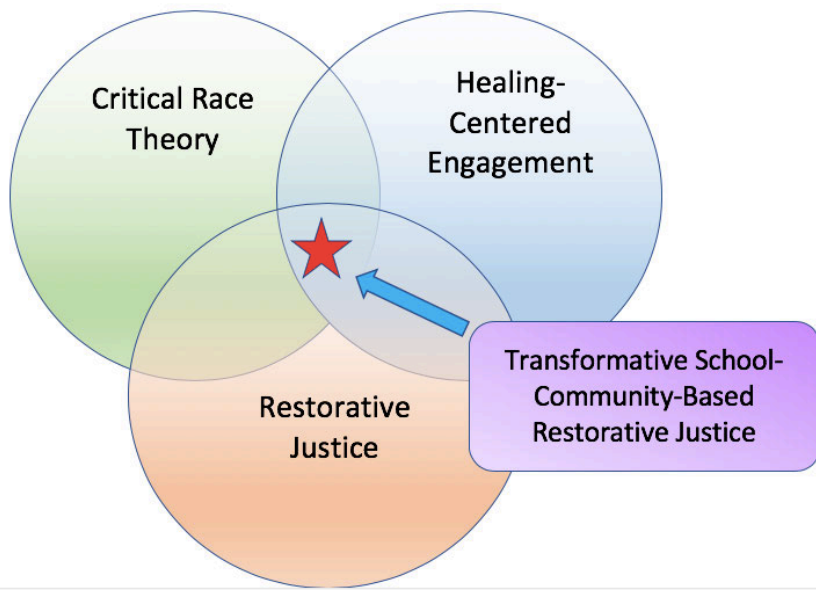 Critical Race
Theory
Healing-
Centered
Engagement
Restorative
Justice
Transformative School-
Community-Based
Restorative Justice